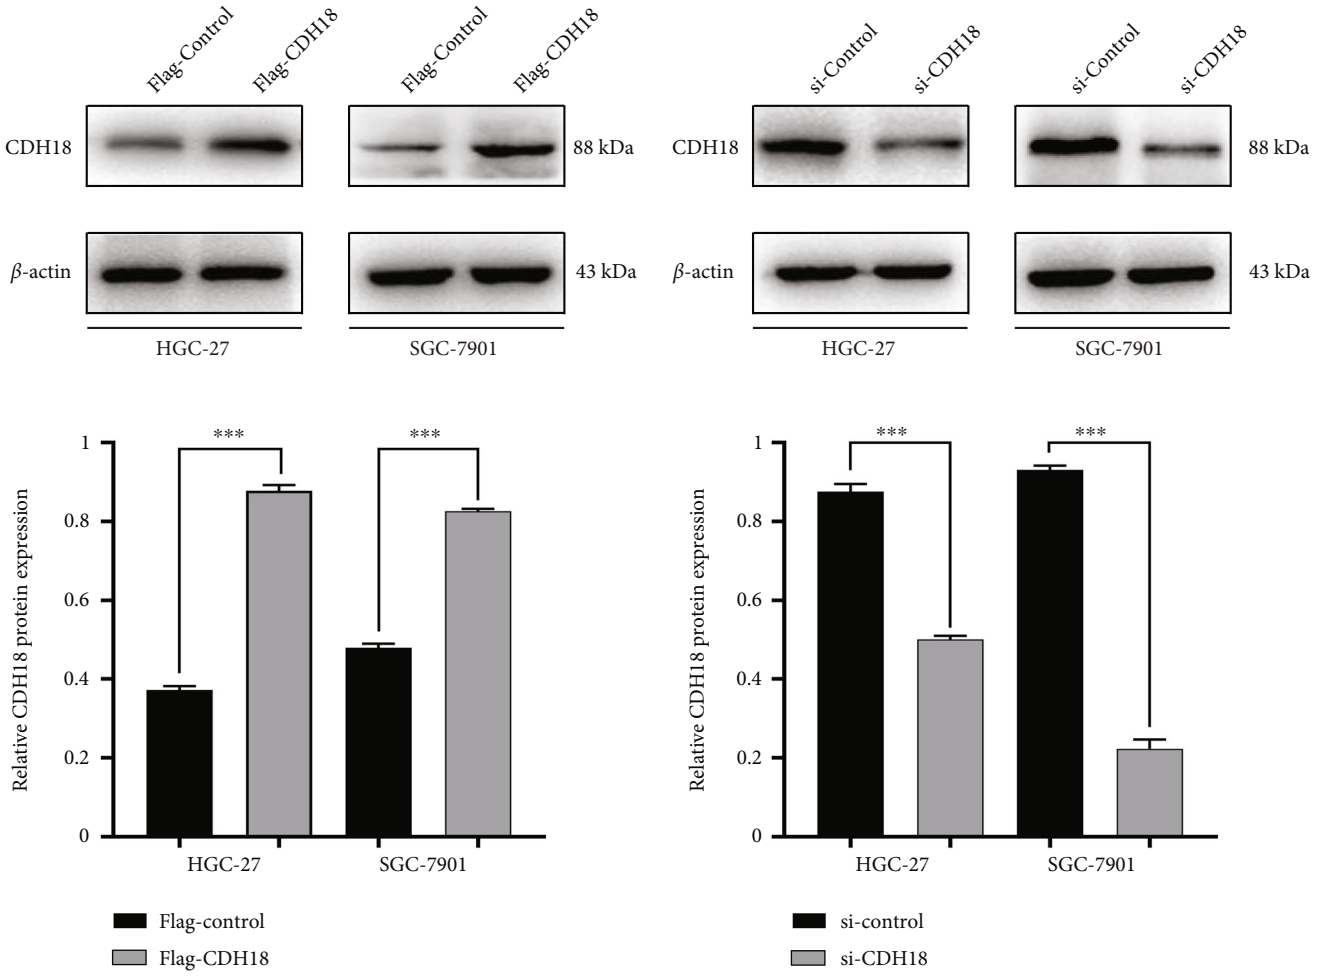 Flag-Control Flag-CDH18 Flag-Control Flag-CDH18
CDH18 88 kDa
β-actin 43 kDa
HGC-27 SGC-7901
si-Control si-CDH18 si-Control si-CDH18
CDH18 88 kDa
β-actin 43 kDa
HGC-27 SGC-7901
Relative CDH18 protein expression
1
0.8
0.6
0.4
0.2
0
*** ***
HGC-27 SGC-7901
Flag-control
Flag-CDH18
Relative CDH18 protein expression
1
0.8
0.6
0.4
0.2
0
*** ***
HGC-27 SGC-7901
si-control
si-CDH18